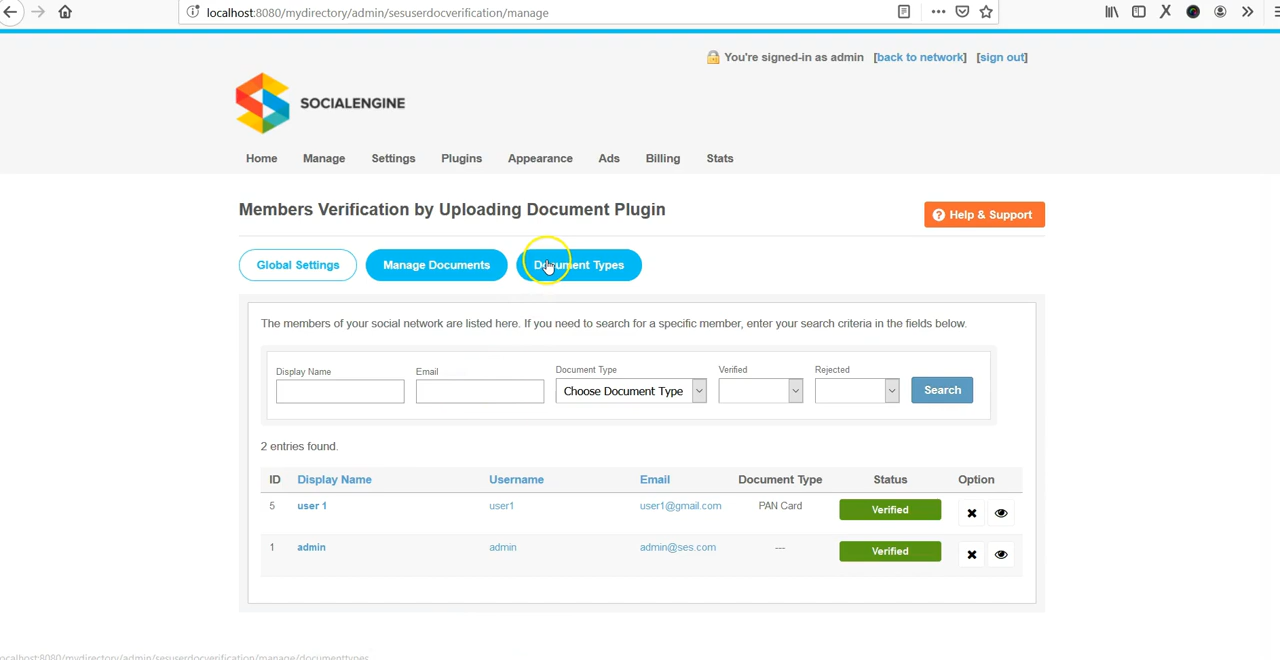 localhost:8080/mydirectory/admin/sesuserdocverification/manage
You're signed-in as admin [back to network] [sign out]
SOCIALENGINE
Home Manage Settings Plugins Appearance Ads Billing Stats
Members Verification by Uploading Document Plugin
? Help & Support
Global Settings Manage Documents Document Types
The members of your social network are listed here. If you need to search for a specific member, enter your search criteria in the fields below.
Display Name Email Document Type Verified Rejected
Choose Document Type Search
2 entries found.
ID Display Name Username Email Document Type Status Option
5 user 1 user1 user1@gmail.com PAN Card Verified
1 admin admin admin@ses.com --- Verified
localhost:8080/mydirectory/admin/sesuserdocverification/manage/documenttypes